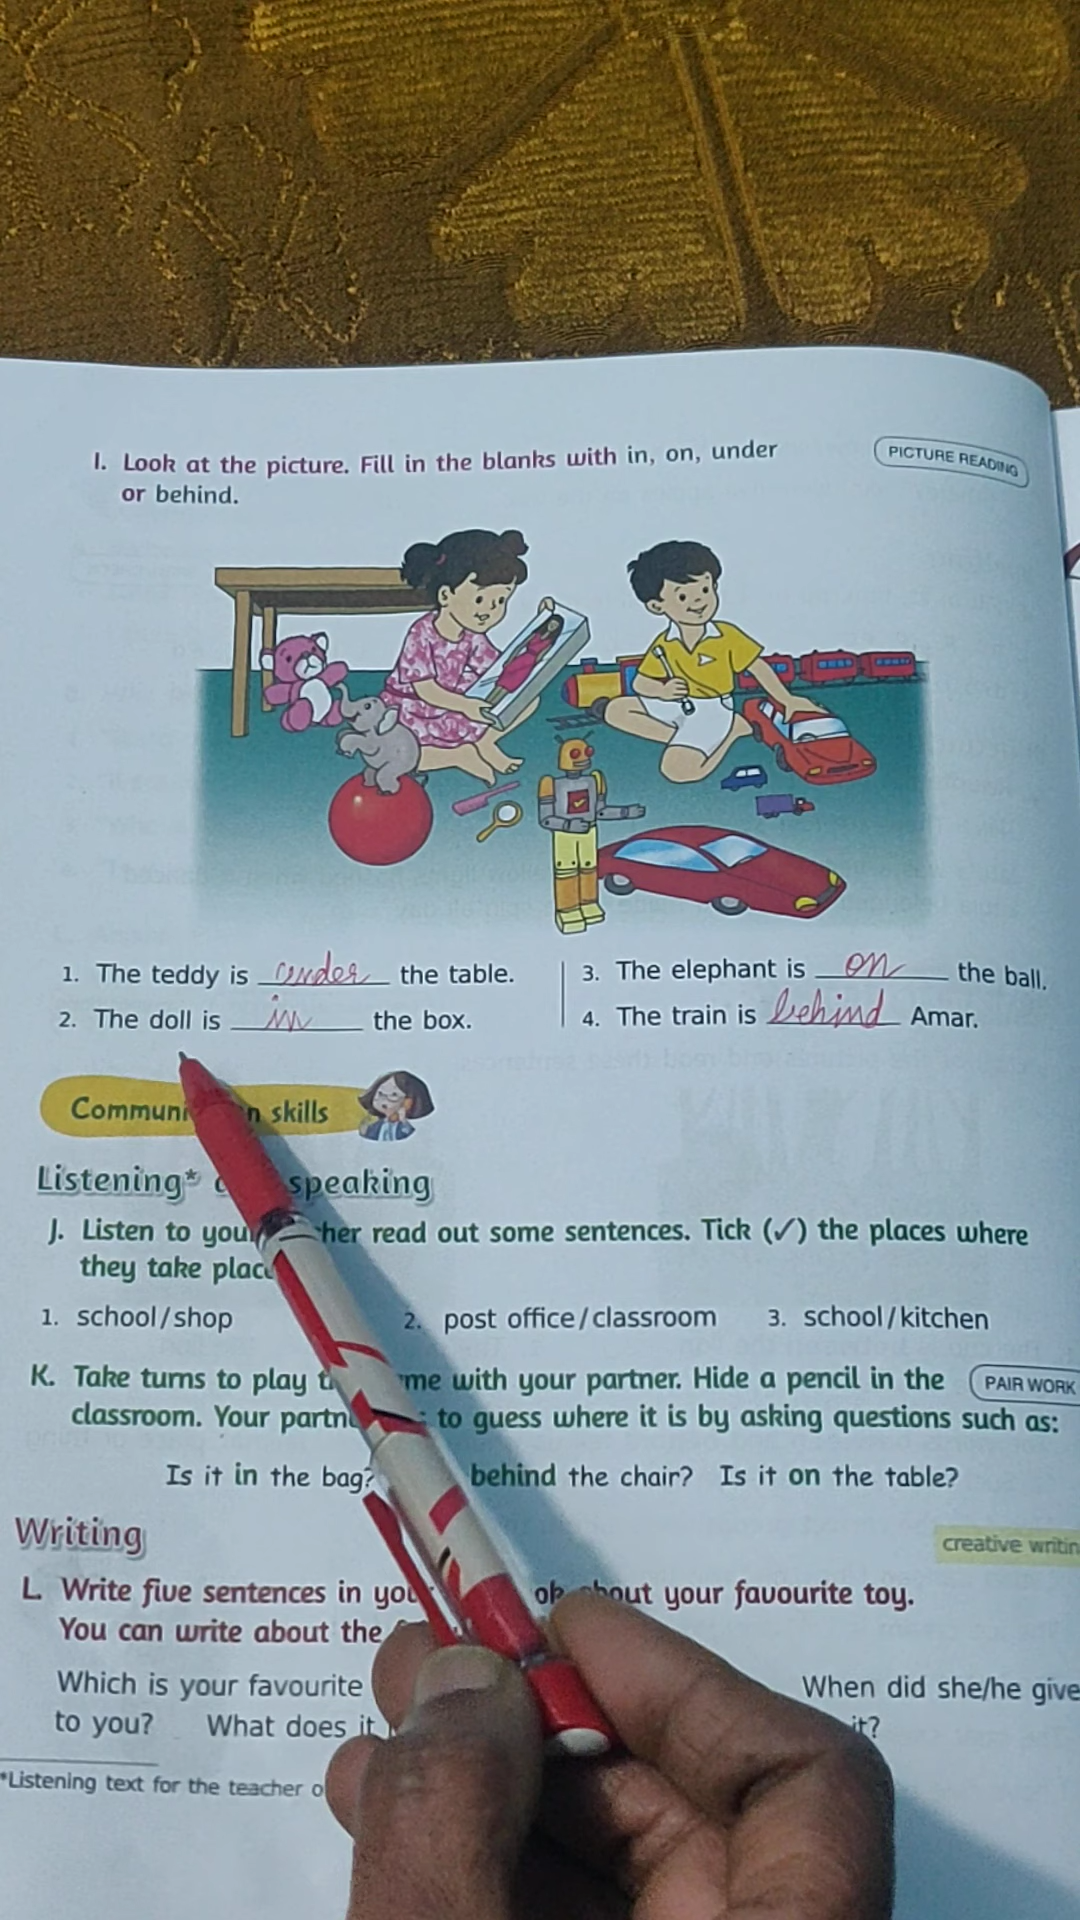 I. Look at the picture. Fill in the blanks with in, on, under
or behind.
PICTURE READING
1. The teddy is under the table.
2. The doll is in the box.
3. The elephant is on the ball.
4. The train is behind Amar.
skills
Listening* speaking
J. Listen to read out some sentences. Tick (✓) the places where
they take
1. school/shop 2. post office/classroom 3. school/kitchen
K. Take turns to play with your partner. Hide a pencil in the
PAIR WORK
classroom. Your to guess where it is by asking questions such as:
Is it in the bag? behind the chair? Is it on the table?
Writing
creative
L. Write five sentences in about your favourite toy.
You can write about the
Which is your favourite When did she/he give
to you? What does it it?
*Listening text for the teacher